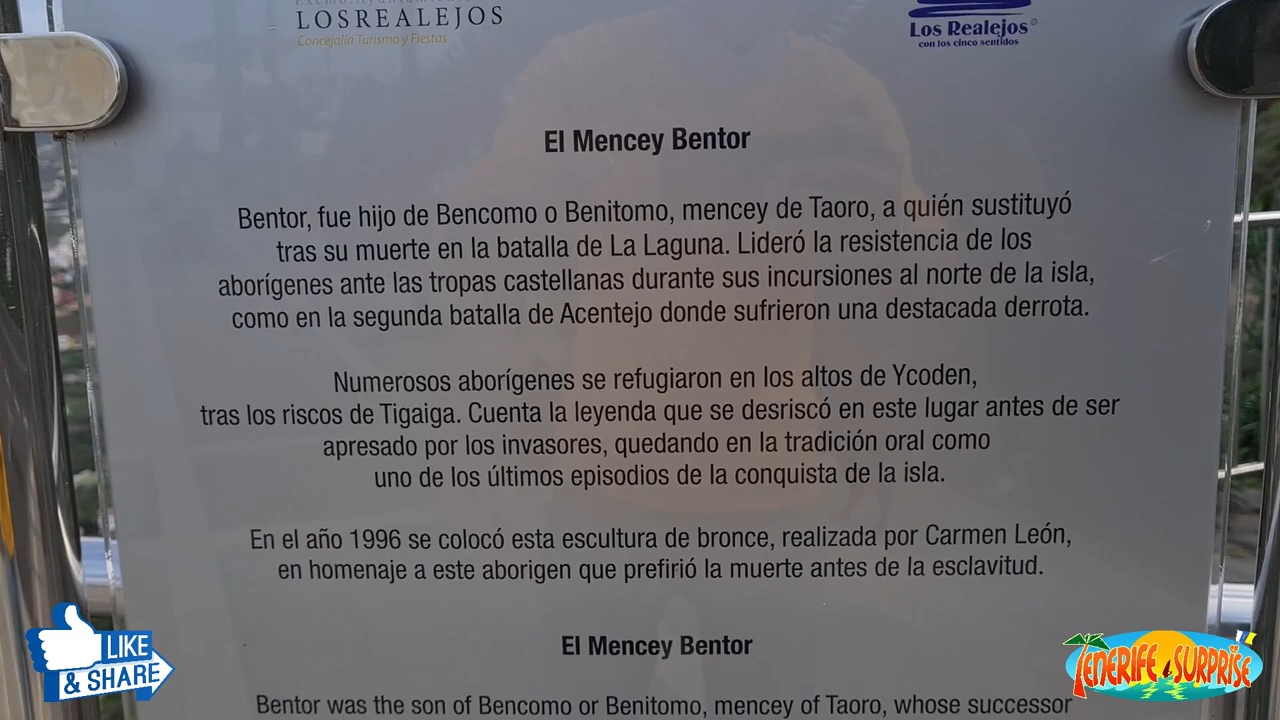 LOSREALEJOS
Concejalía Turismo y Fiestas
Los Realejos®
con los cinco sentidos
El Mencey Bentor
Bentor, fue hijo de Bencomo o Benitomo, mencey de Taoro, a quién sustituyó
tras su muerte en la batalla de La Laguna. Lideró la resistencia de los
aborígenes ante las tropas castellanas durante sus incursiones al norte de la isla,
como en la segunda batalla de Acentejo donde sufrieron una destacada derrota.
Numerosos aborígenes se refugiaron en los altos de Ycoden,
tras los riscos de Tigaiga. Cuenta la leyenda que se desriscó en este lugar antes de ser
apresado por los invasores, quedando en la tradición oral como
uno de los últimos episodios de la conquista de la isla.
En el año 1996 se colocó esta escultura de bronce, realizada por Carmen León,
en homenaje a este aborigen que prefirió la muerte antes de la esclavitud.
El Mencey Bentor
Bentor was the son of Bencomo or Benitomo, mencey of Taoro, whose successor
LIKE
& SHARE
TENERIFE SURPRISE